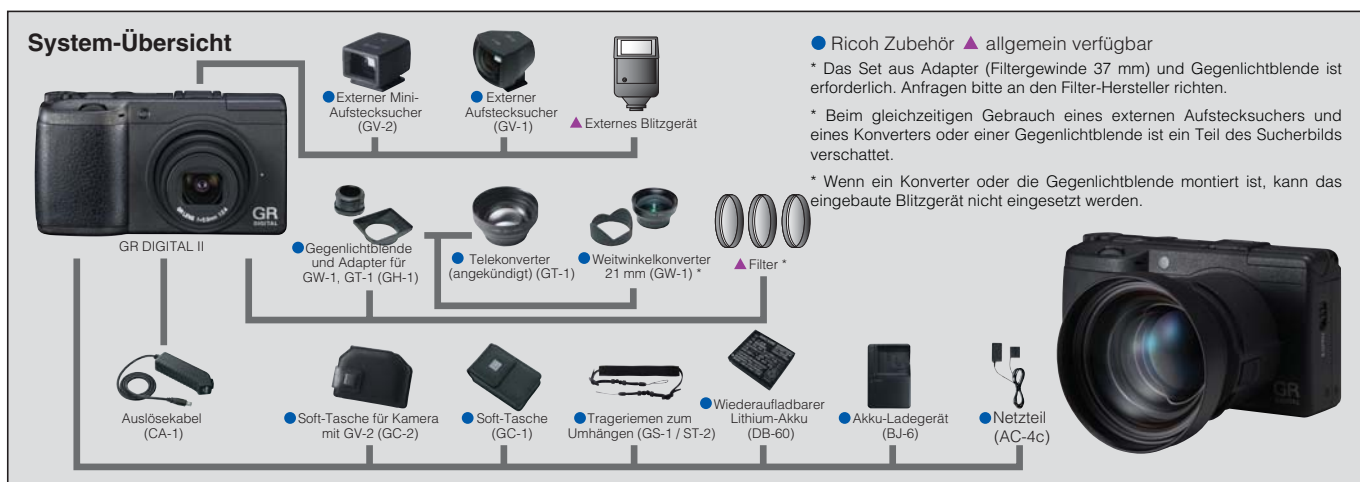 System-Übersicht
● Externer Mini-
Aufstecksucher
(GV-2)
● Externer
Aufstecksucher
(GV-1)
▲ Externes Blitzgerät
● Ricoh Zubehör ▲ allgemein verfügbar
* Das Set aus Adapter (Filtergewinde 37 mm) und Gegenlichtblende ist
erforderlich. Anfragen bitte an den Filter-Hersteller richten.
* Beim gleichzeitigen Gebrauch eines externen Aufstecksuchers und
eines Konverters oder einer Gegenlichtblende ist ein Teil des Sucherbilds
verschattet.
* Wenn ein Konverter oder die Gegenlichtblende montiert ist, kann das
eingebaute Blitzgerät nicht eingesetzt werden.
GR
DIGITAL
GR DIGITAL II
● Gegenlichtblende
und Adapter für
GW-1, GT-1 (GH-1)
● Telekonverter
(angekündigt) (GT-1)
● Weitwinkelkonverter
21 mm (GW-1) *
▲ Filter *
Auslösekabel
(CA-1)
● Soft-Tasche für Kamera
mit GV-2 (GC-2)
● Soft-Tasche
(GC-1)
● Trageriemen zum
Umhängen (GS-1 / ST-2)
● Wiederaufladbarer
Lithium-Akku
(DB-60)
● Akku-Ladegerät
(BJ-6)
● Netzteil
(AC-4c)
GR
DIGITAL